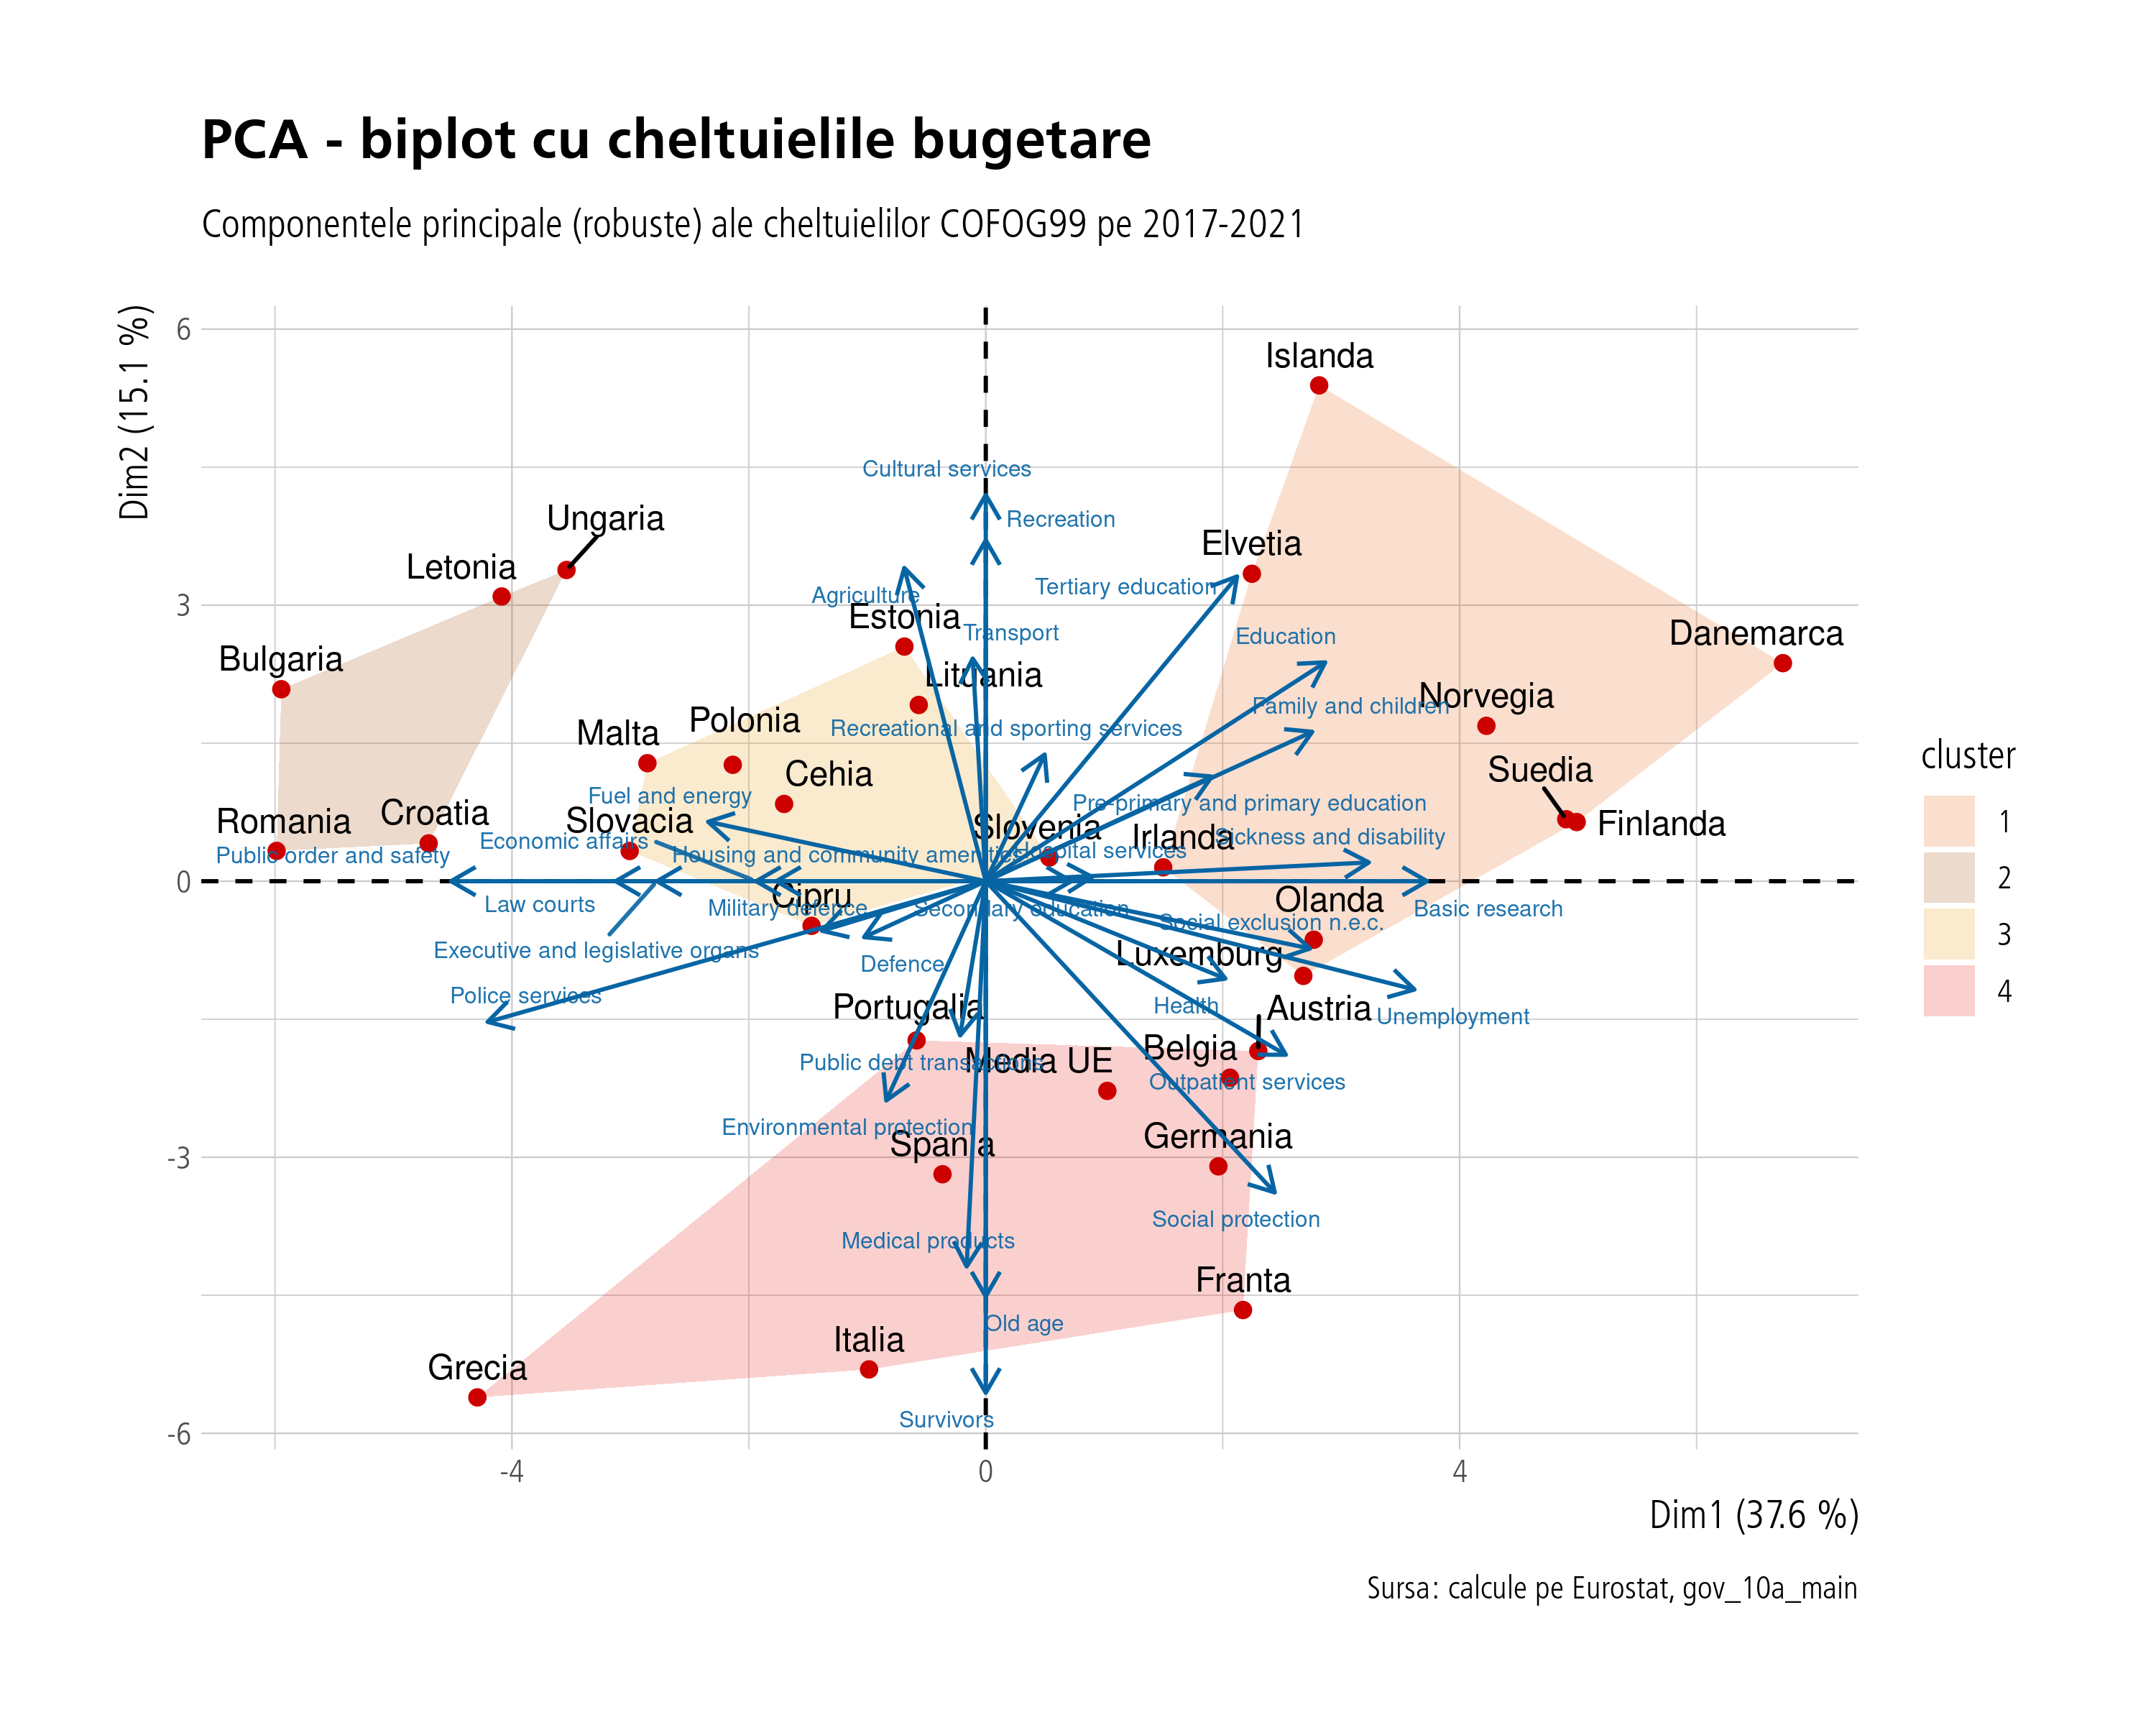 PCA - biplot cu cheltuielile bugetare
Componentele principale (robuste) ale cheltuielilor COFOG99 pe 2017-2021
Dim2 (15.1 %)
6
3
0
-3
-6
Islanda
Cultural services
Ungaria
Recreation
Elvetia
Letonia
Tertiary education
Agriculture
Estonia
Transport
Education
Danemarca
Bulgaria
Lituania
Norvegia
Family and children
Polonia
Malta
Recreational and sporting services
Suedia
Cehia
Fuel and energy
Pre-primary and primary education
Croatia
Romania
Slovacia
Slovenia
Irlanda
Finlanda
Economic affairs
Sickness and disability
Public order and safety
Housing and community amenities
Hospital services
Cipru
Olanda
Law courts
Military defence
Secondary education
Basic research
Social exclusion n.e.c.
Executive and legislative organs
Luxemburg
Defence
Police services
Portugalia
Health
Austria
Unemployment
Belgia
Public debt transactions
Media UE
Outpatient services
Environmental protection
Spania
Germania
Social protection
Medical products
Franta
Old age
Italia
Grecia
Survivors
-4
0
4
Dim1 (37.6 %)
cluster
1
2
3
4
Sursa: calcule pe Eurostat, gov_10a_main